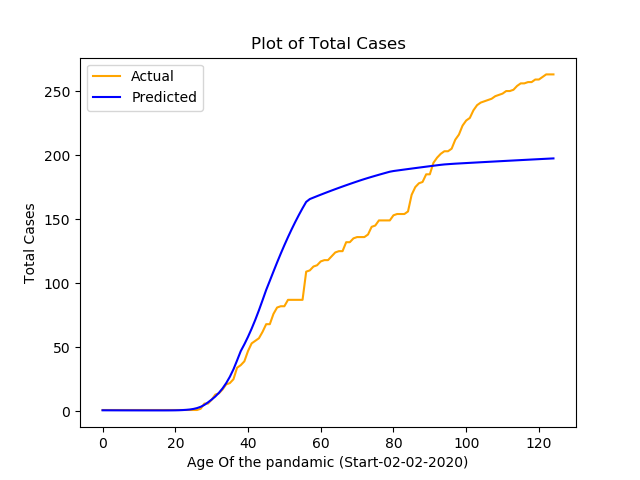 Plot of Total Cases
Actual
Predicted
250
200
150
100
50
0
Total Cases
0 20 40 60 80 100 120
Age Of the pandamic (Start-02-02-2020)